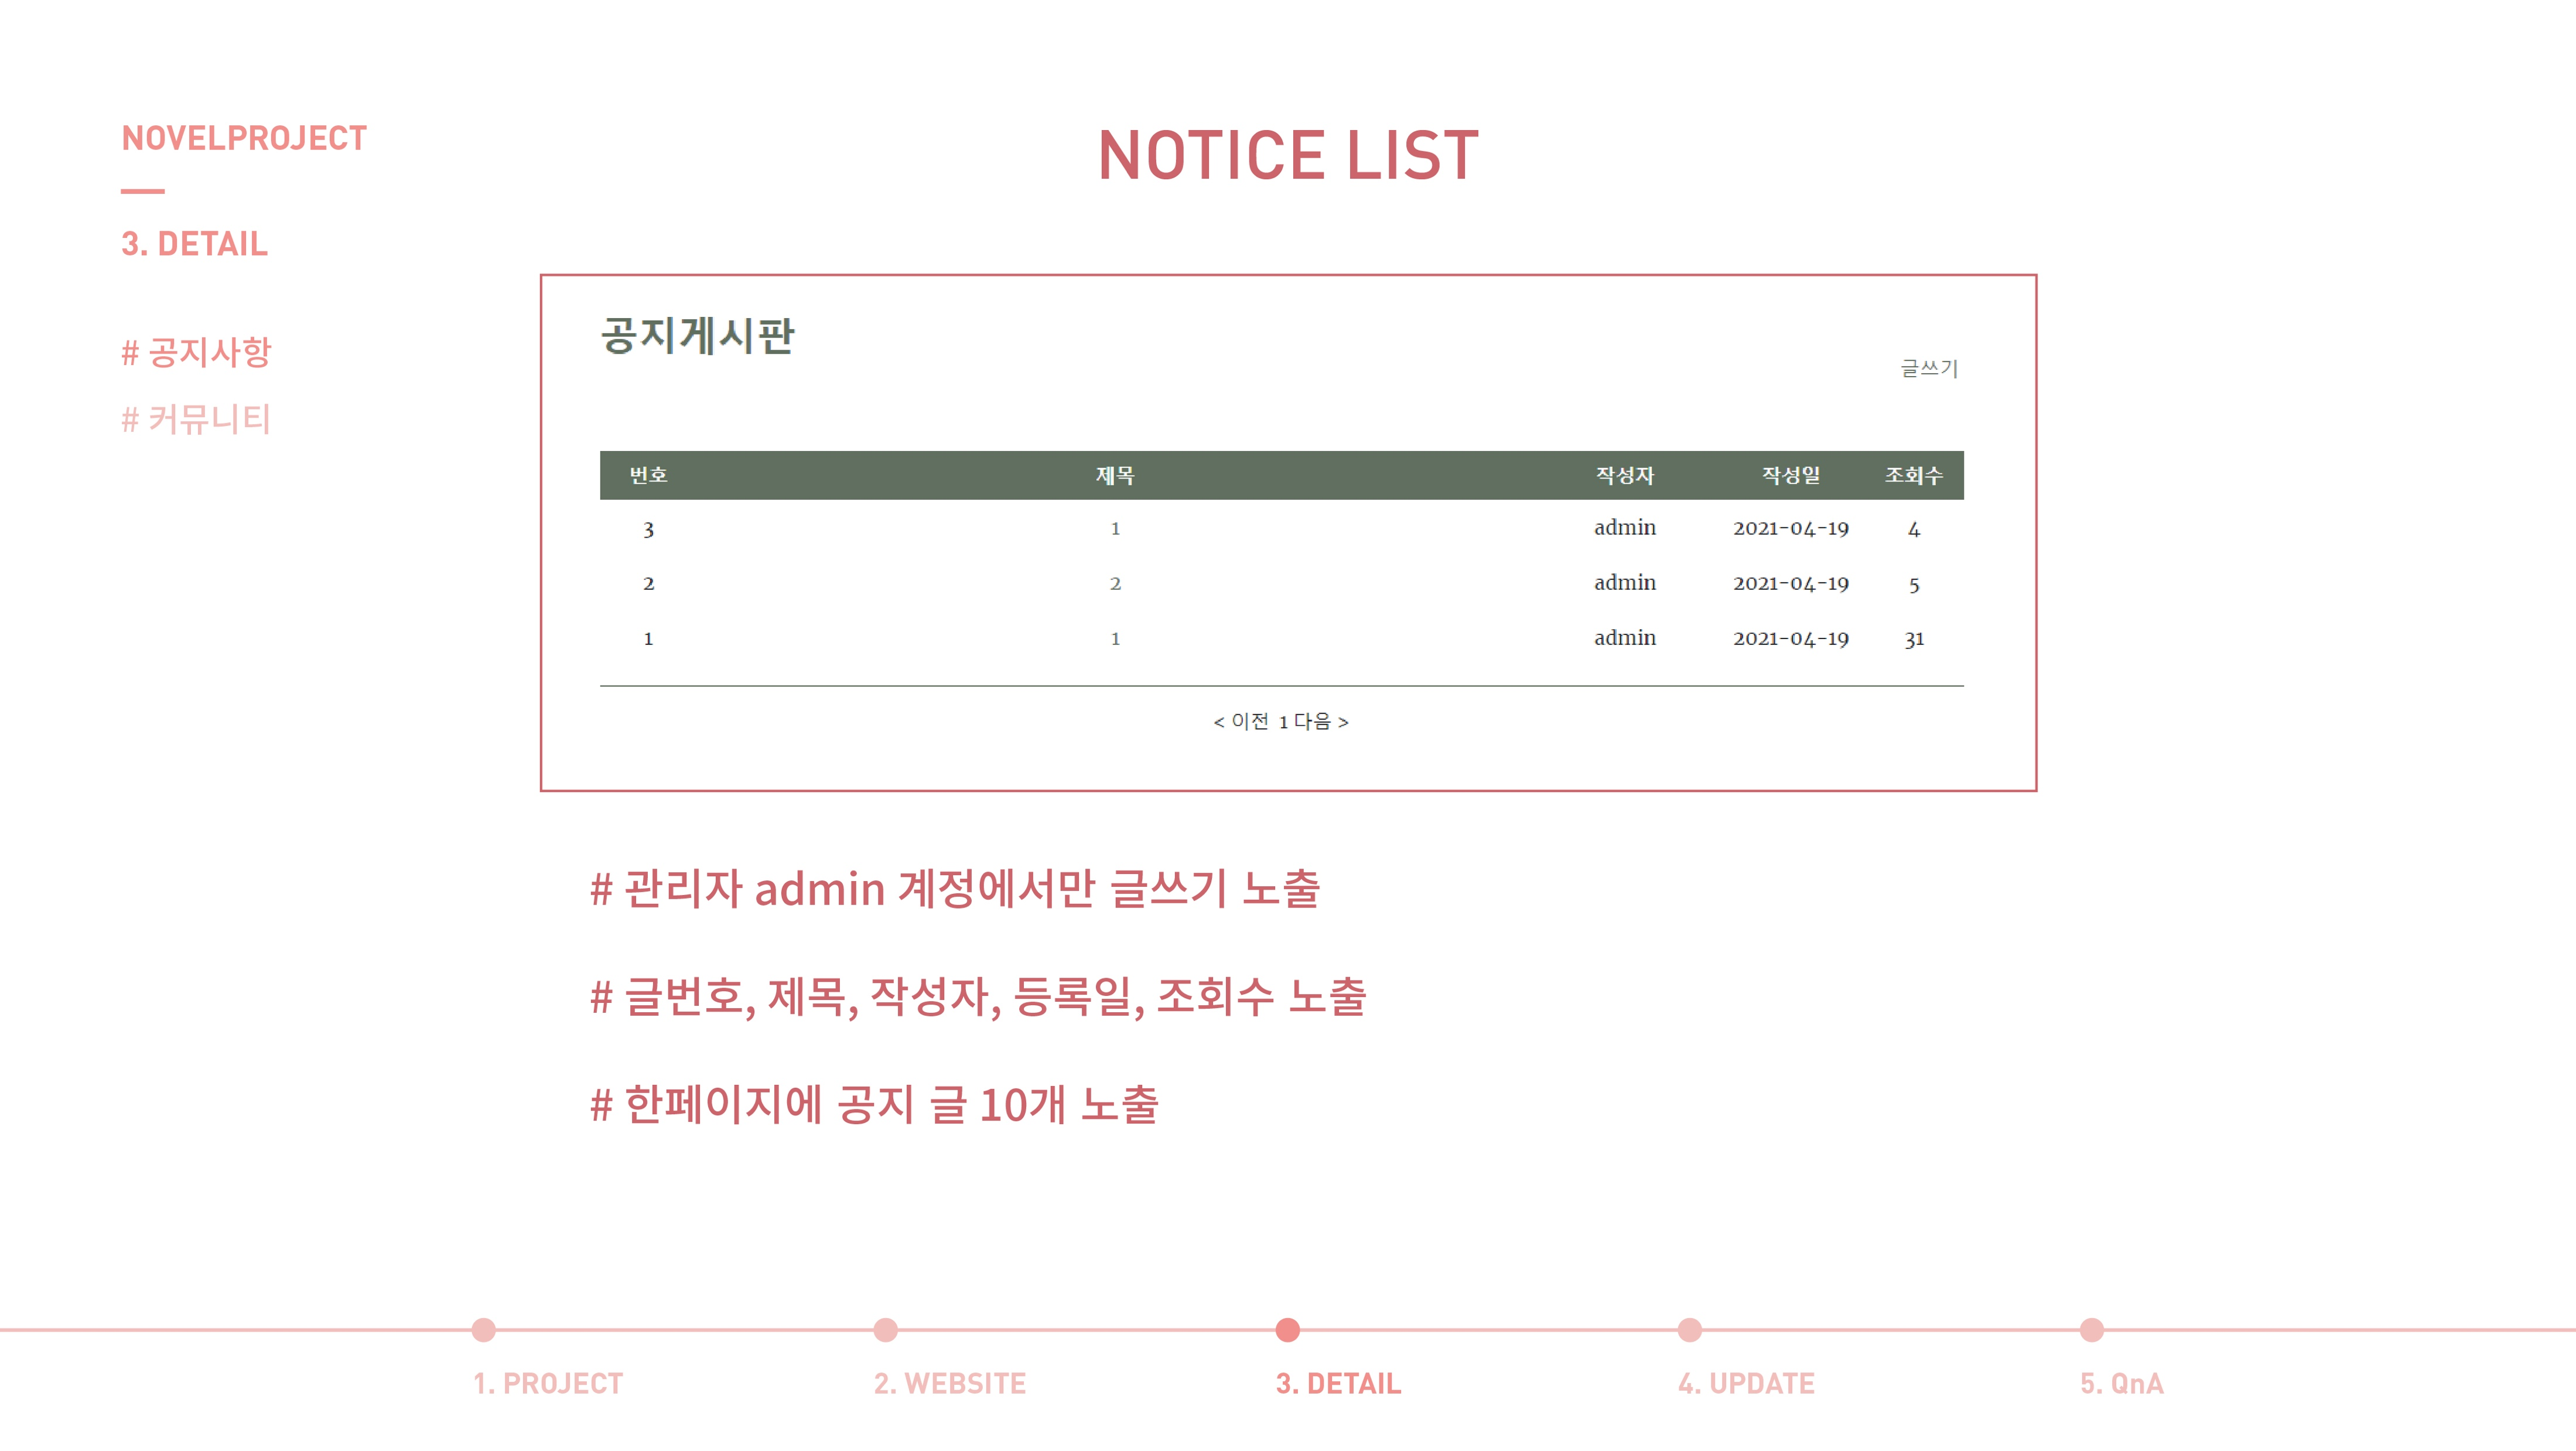 NOVELPROJECT
3. DETAIL
# 공지사항
# 커뮤니티
NOTICE LIST
공지게시판
글쓰기
번호 제목 작성자 작성일 조회수
3 1 admin 2021-04-19 4
2 2 admin 2021-04-19 5
1 1 admin 2021-04-19 31
< 이전 1 다음 >
# 관리자 admin 계정에서만 글쓰기 노출
# 글번호, 제목, 작성자, 등록일, 조회수 노출
# 한페이지에 공지 글 10개 노출
1. PROJECT 2. WEBSITE 3. DETAIL 4. UPDATE 5. QnA